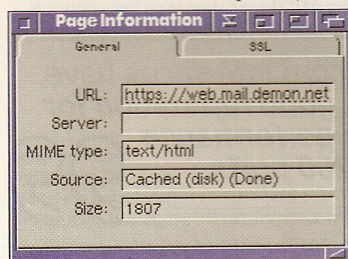 Page Information
General
SSL
URL: https://web.mail.demon.net
Server:
MIME type: text/html
Source: Cached (disk) (Done)
Size: 1807